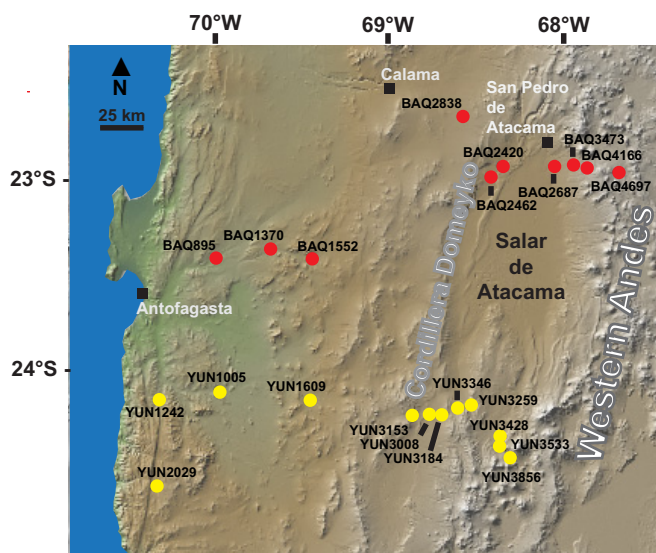 70°W
69°W
68°W
N
25 km
Calama
San Pedro
de
Atacama
BAQ2838
BAQ3473
BAQ2420
BAQ4166
23°S
BAQ2687
BAQ4697
BAQ2462
Cordillera Domeyko
BAQ895
BAQ1370
BAQ1552
Salar
de
Atacama
Western Andes
Antofagasta
24°S
YUN1005
YUN1609
YUN3346
YUN3259
YUN1242
YUN3153
YUN3008
YUN3184
YUN3428
YUN3533
YUN3856
YUN2029